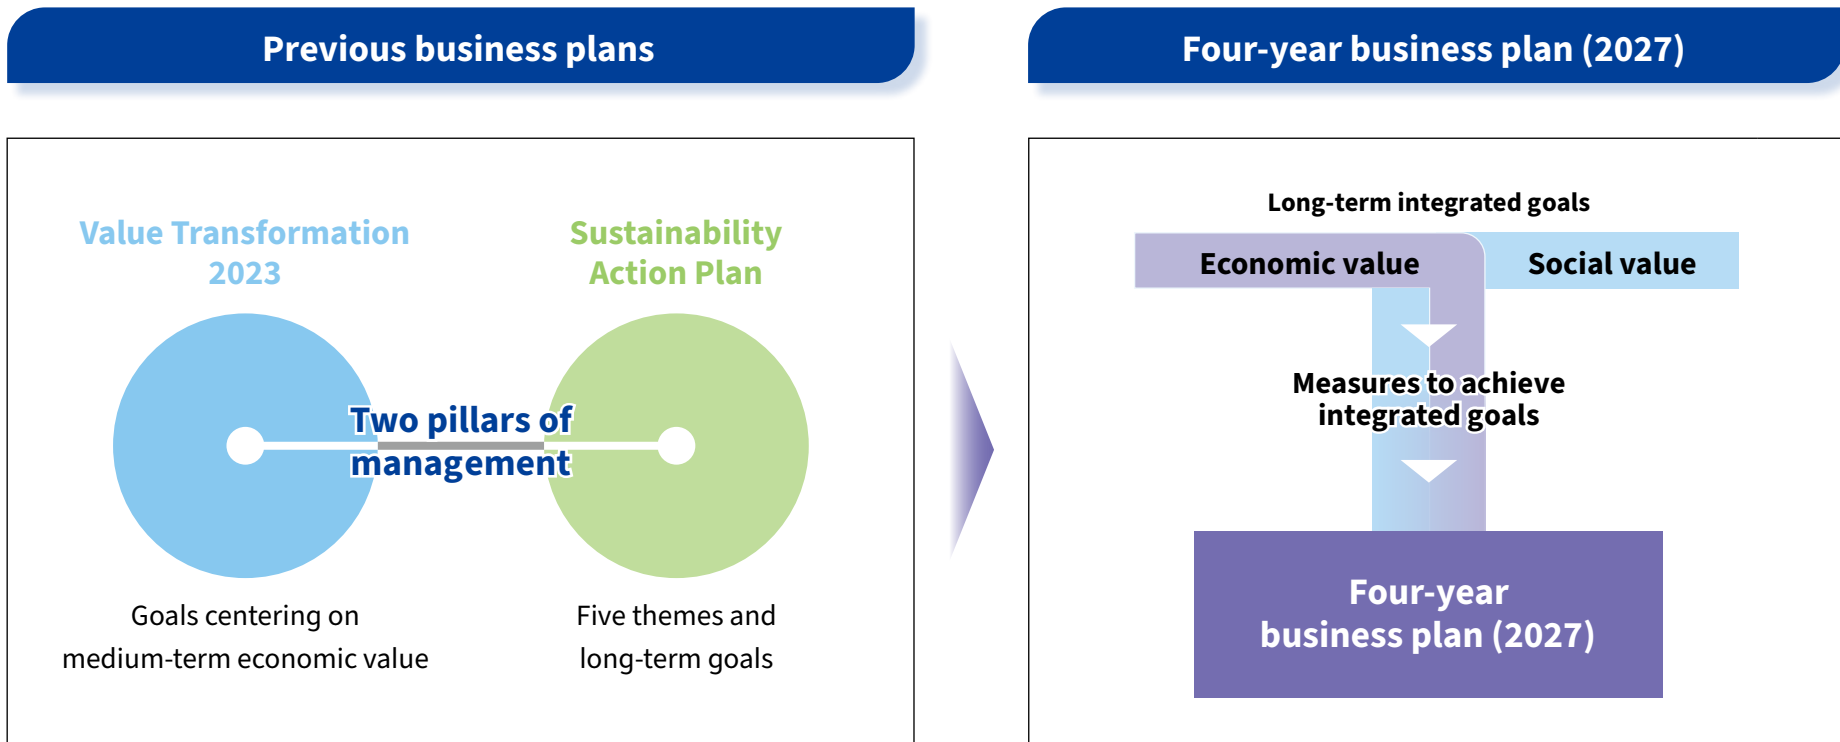 Previous business plans
Value Transformation
2023
Sustainability
Action Plan
Two pillars of
management
Goals centering on
medium-term economic value
Five themes and
long-term goals
Four-year business plan (2027)
Long-term integrated goals
Economic value
Social value
Measures to achieve
integrated goals
Four-year
business plan (2027)